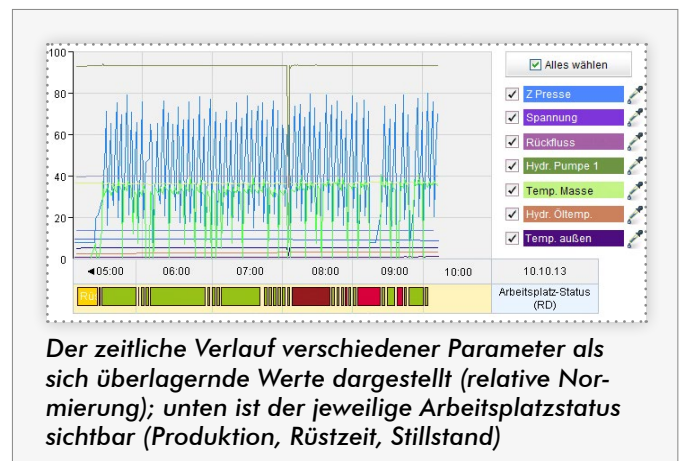 100
80
60
40
20
0
◄05:00 06:00 07:00 08:00 09:00 10:00 10.10.13
Rüs
Arbeitsplatz-Status
(RD)
Alles wählen
Z Presse
Spannung
Rückfluss
Hydr. Pumpe 1
Temp. Masse
Hydr. Öltemp.
Temp. außen
Der zeitliche Verlauf verschiedener Parameter als
sich überlagernde Werte dargestellt (relative Nor-
mierung); unten ist der jeweilige Arbeitsplatzstatus
sichtbar (Produktion, Rüstzeit, Stillstand)